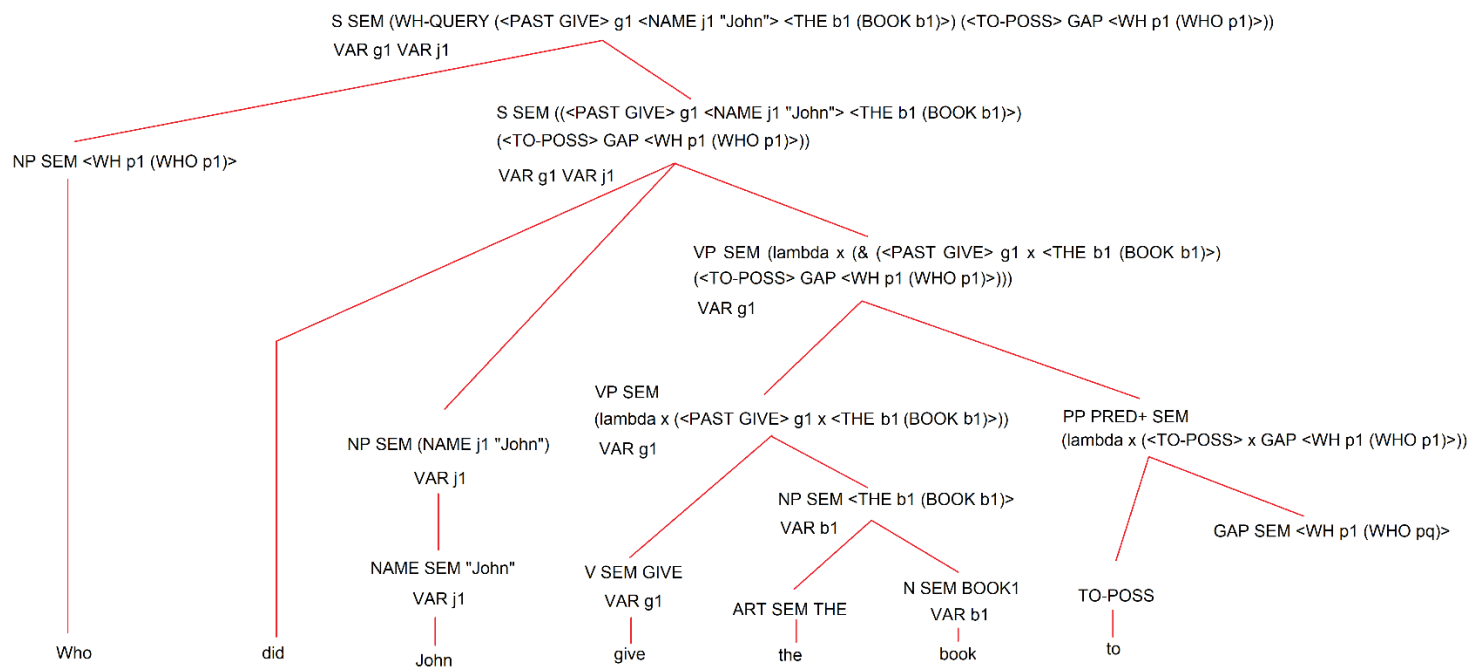 S SEM (WH-QUERY (<PAST GIVE> g1 <NAME j1 "John"> <THE b1 (BOOK b1)>) (<TO-POSS> GAP <WH p1 (WHO p1)>))
VAR g1 VAR j1
S SEM ((<PAST GIVE> g1 <NAME j1 "John"> <THE b1 (BOOK b1)>)
(<TO-POSS> GAP <WH p1 (WHO p1)>))
VAR g1 VAR j1
NP SEM <WH p1 (WHO p1)>
VP SEM (lambda x (& (<PAST GIVE> g1 x <THE b1 (BOOK b1)>)
(<TO-POSS> GAP <WH p1 (WHO p1)>)))
VAR g1
VP SEM
(lambda x (<PAST GIVE> g1 x <THE b1 (BOOK b1)>))
VAR g1
PP PRED+ SEM
(lambda x (<TO-POSS> x GAP <WH p1 (WHO p1)>))
NP SEM (NAME j1 "John")
VAR j1
NP SEM <THE b1 (BOOK b1)>
VAR b1
GAP SEM <WH p1 (WHO pq)>
NAME SEM "John"
VAR j1
V SEM GIVE
VAR g1
ART SEM THE
N SEM BOOK1
VAR b1
TO-POSS
Who did John give the book to